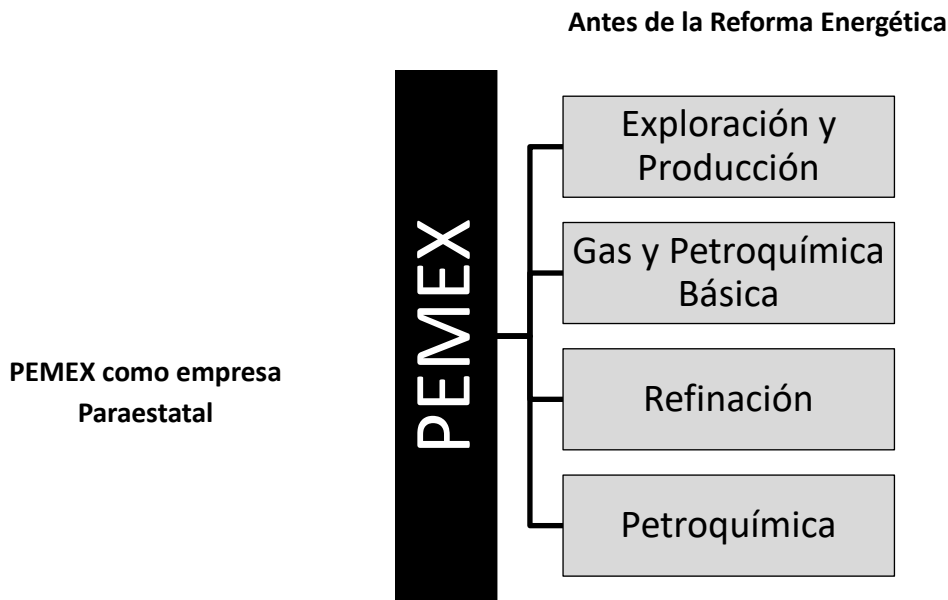 Antes de la Reforma Energética
PEMEX como empresa
Paraestatal
PEMEX
Exploración y
Producción
Gas y Petroquímica
Básica
Refinación
Petroquímica